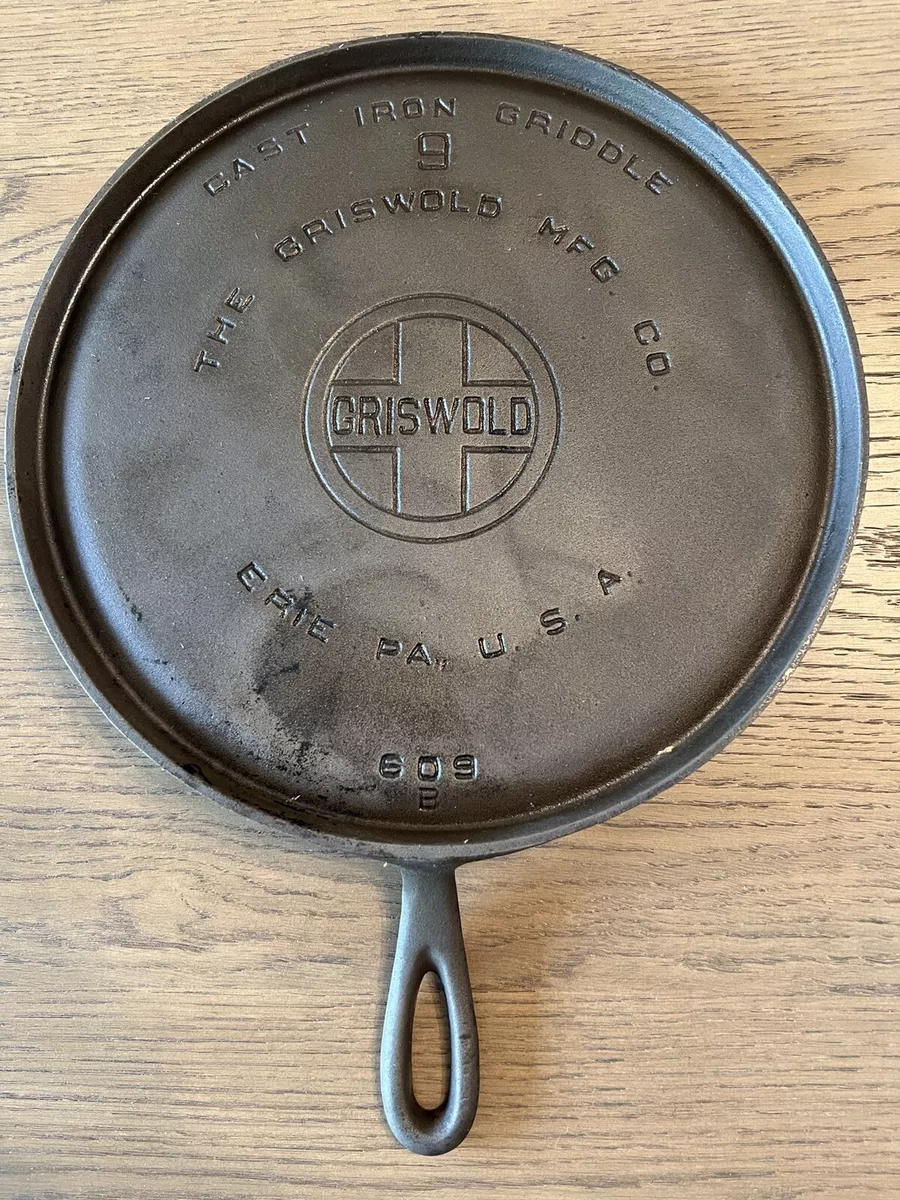 CAST IRON GRIDDLE
9
THE GRISWOLD MFG. CO.
GRISWOLD
ERIE PA., U.S.A.
609
B